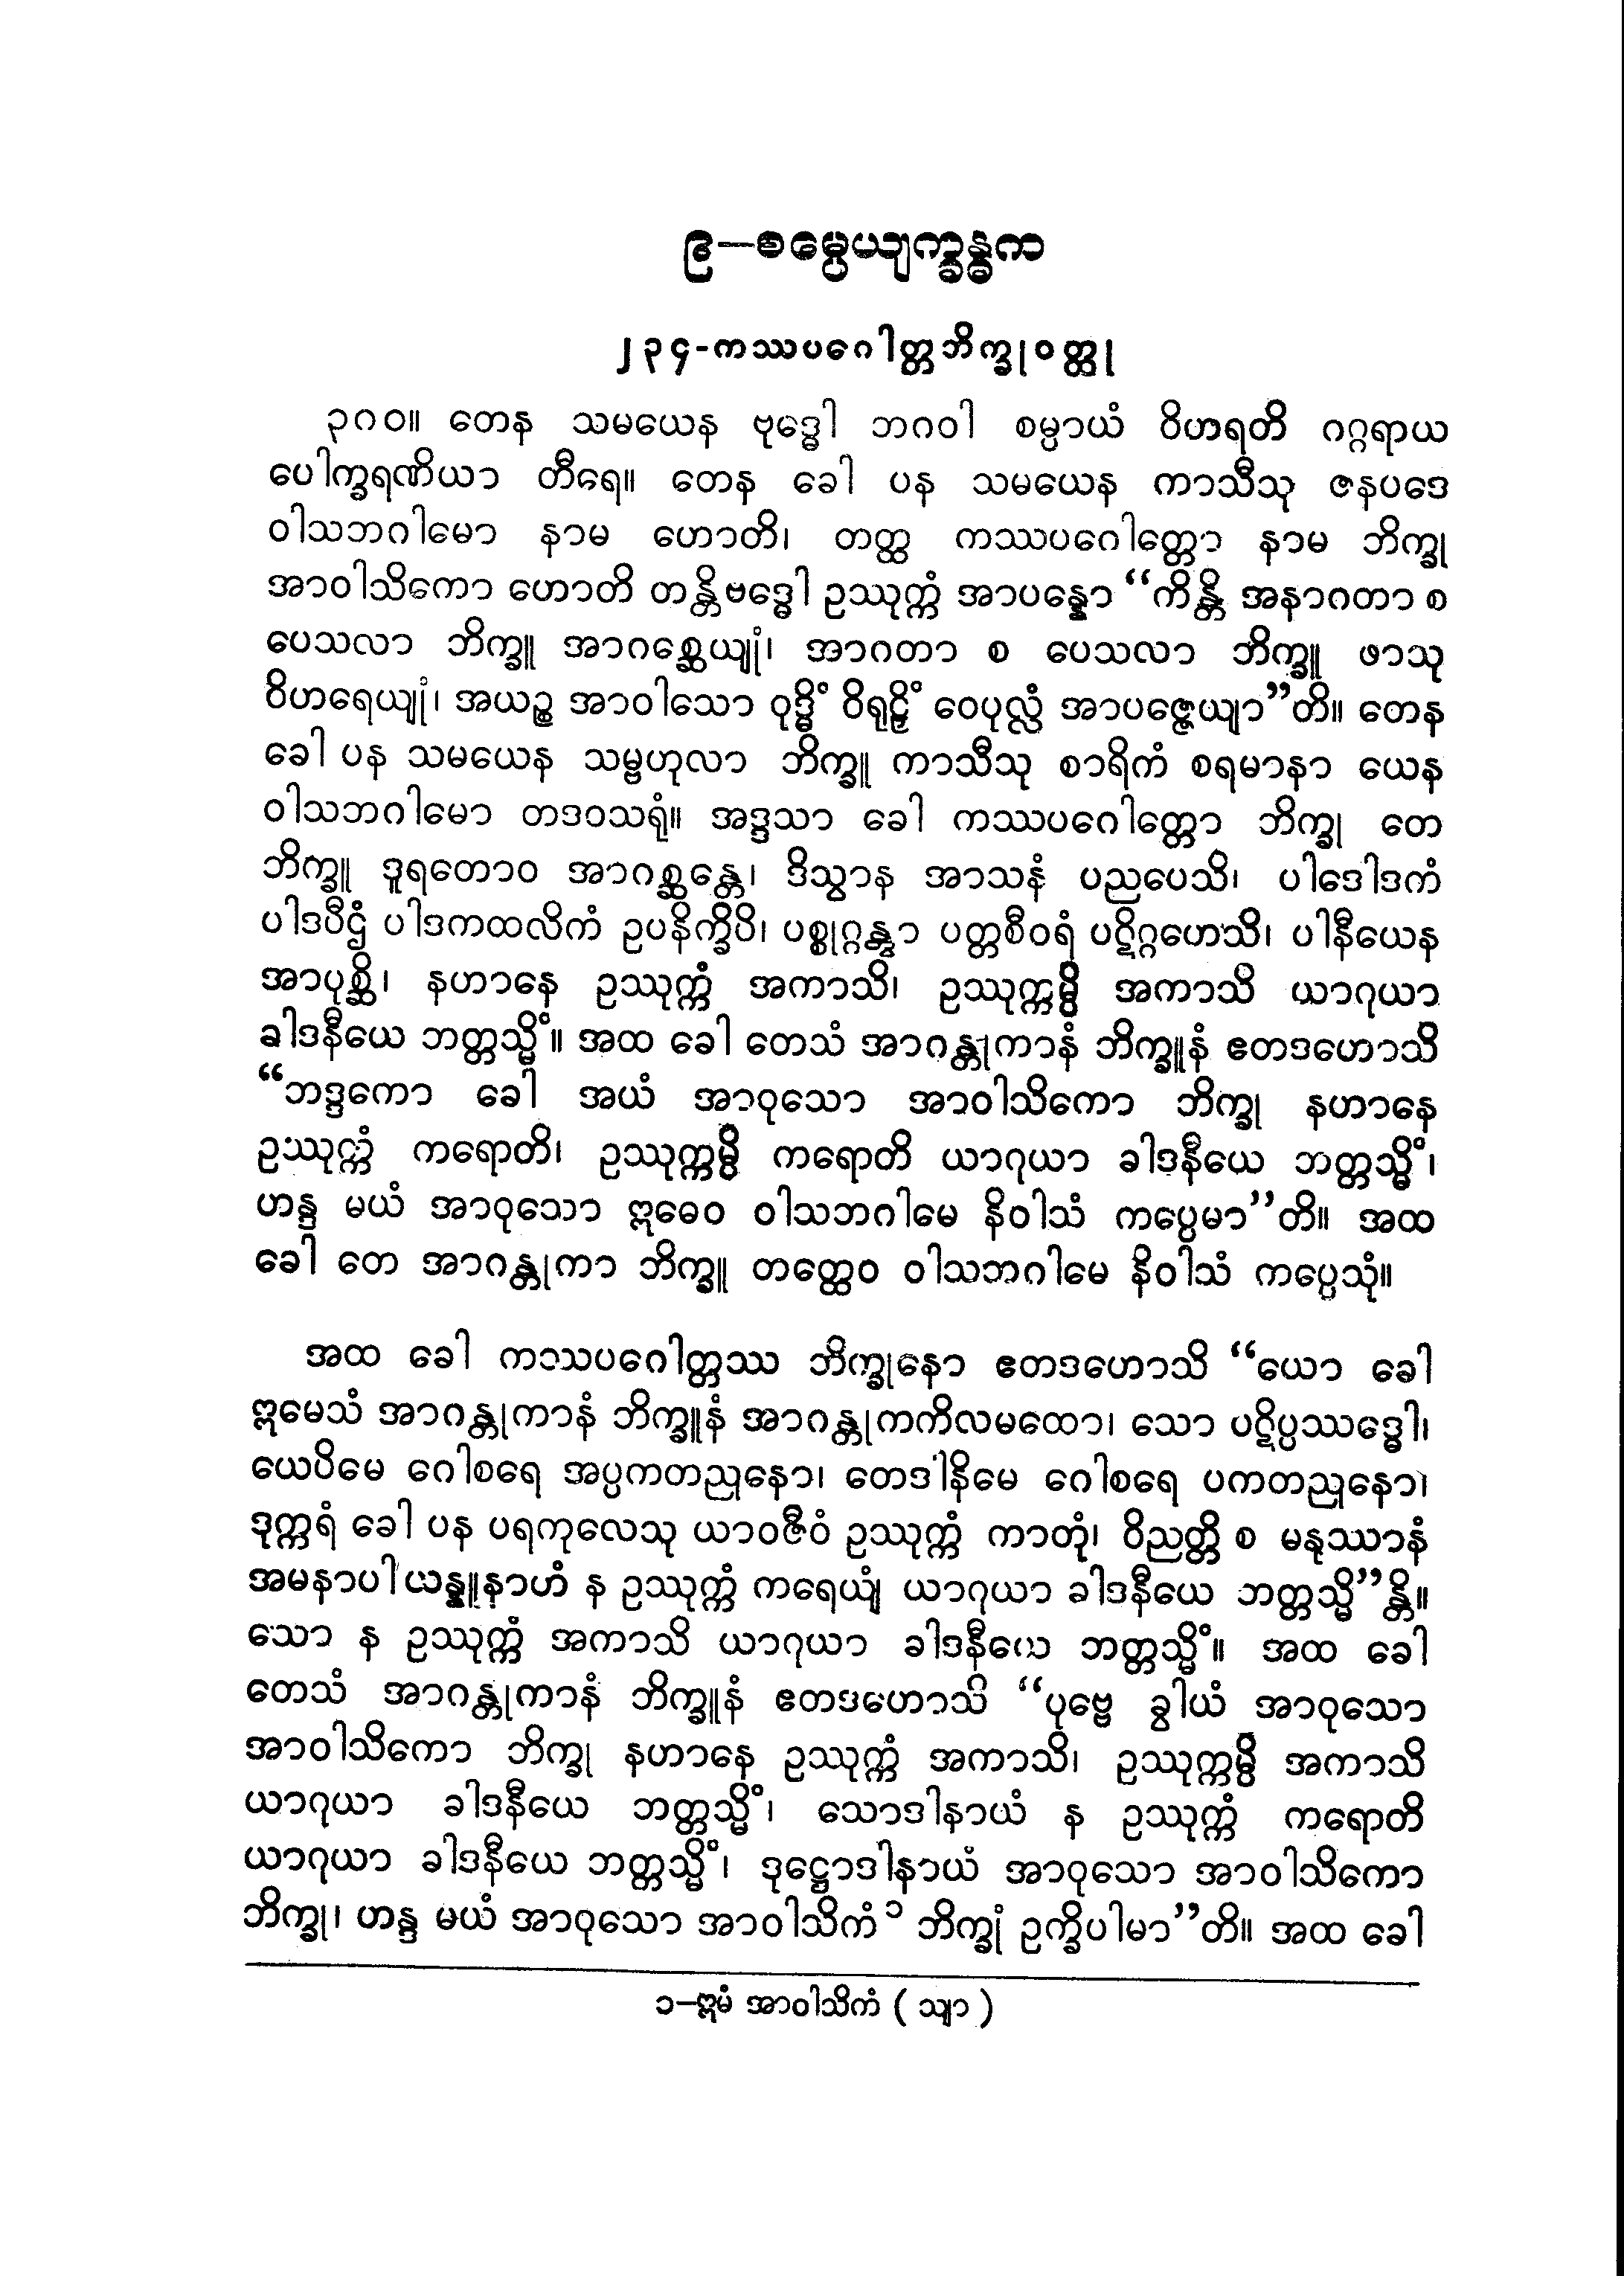 ၉–စမ္ပေယျက္ခန္ဓက
၂၃၄-ကဿပဂေါတ္တဘိက္ခုဝတ္ထု
၃၈၀။ တေန သမယေန ဗုဒ္ဓေါ ဘဂဝါ စမ္ပာယံ ဝိဟရတိ ဂဂ္ဂရာယ
ပေါက္ခရဏိယာ တီရေ။ တေန ခေါ ပန သမယေန ကာသီသု ဇနပဒေ
ဝါသဘဂါမော နာမ ဟောတိ၊ တတ္ထ ကဿပဂေါတ္တော နာမ ဘိက္ခု
အာဝါသိကော ဟောတိ တန္တိဗဒ္ဓေါ ဥဿုက္ကံ အာပန္နော “ကိန္တိ အနာဂတာ စ
ပေသလာ ဘိက္ခူ အာဂစ္ဆေယျုံ၊ အာဂတာ စ ပေသလာ ဘိက္ခူ ဖာသု
ဝိဟရေယျုံ၊ အယဉ္စ အာဝါသော ဝုဒ္ဓိံ ဝိရုဠှိံ ဝေပုလ္လံ အာပဇ္ဇေယျာ”တိ။ တေန
ခေါ ပန သမယေန သမ္ဗဟုလာ ဘိက္ခူ ကာသီသု စာရိကံ စရမာနာ ယေန
ဝါသဘဂါမော တဒဝသရုံ။ အဒ္ဒသာ ခေါ ကဿပဂေါတ္တော ဘိက္ခု တေ
ဘိက္ခူ ဒူရတောဝ အာဂစ္ဆန္တေ၊ ဒိသွာန အာသနံ ပညပေသိ၊ ပါဒေါဒကံ
ပါဒပီဌံ ပါဒကထလိကံ ဥပနိက္ခိပိ၊ ပစ္စုဂ္ဂန္တွာ ပတ္တစီဝရံ ပဋိဂ္ဂဟေသိ၊ ပါနီယေန
အာပုစ္ဆိ၊ နဟာနေ ဥဿုက္ကံ အကာသိ၊ ဥဿုက္ကမ္ပိ အကာသိ ယာဂုယာ
ခါဒနီယေ ဘတ္တသ္မိံ။ အထ ခေါ တေသံ အာဂန္တုကာနံ ဘိက္ခူနံ ဧတဒဟောသိ
“ဘဒ္ဒကော ခေါ အယံ အာဝုသော အာဝါသိကော ဘိက္ခု နဟာနေ
ဥဿုက္ကံ ကရောတိ၊ ဥဿုက္ကမ္ပိ ကရောတိ ယာဂုယာ ခါဒနီယေ ဘတ္တသ္မိံ၊
ဟန္ဒ မယံ အာဝုသော ဣဓေဝ ဝါသဘဂါမေ နိဝါသံ ကပ္ပေမာ”တိ။ အထ
ခေါ တေ အာဂန္တုကာ ဘိက္ခူ တတ္ထေဝ ဝါသဘဂါမေ နိဝါသံ ကပ္ပေသုံ။
အထ ခေါ ကဿပဂေါတ္တဿ ဘိက္ခုနော ဧတဒဟောသိ “ယော ခေါ
ဣမေသံ အာဂန္တုကာနံ ဘိက္ခူနံ အာဂန္တုကကိလမထော၊ သော ပဋိပ္ပဿဒ္ဓေါ၊
ယေပိမေ ဂေါစရေ အပ္ပကတညုနော၊ တေဒါနိမေ ဂေါစရေ ပကတညုနော၊
ဒုက္ကရံ ခေါ ပန ပရကုလေသု ယာဝဇီဝံ ဥဿုက္ကံ ကာတုံ၊ ဝိညတ္တိ စ မနုဿာနံ
အမနာပါ၊ ယန္နူနာဟံ န ဥဿုက္ကံ ကရေယျံ ယာဂုယာ ခါဒနီယေ ဘတ္တသ္မိ”န္တိ။
သော န ဥဿုက္ကံ အကာသိ ယာဂုယာ ခါဒနီယေ ဘတ္တသ္မိံ။ အထ ခေါ
တေသံ အာဂန္တုကာနံ ဘိက္ခူနံ ဧတဒဟောသိ “ပုဗ္ဗေ ခွါယံ အာဝုသော
အာဝါသိကော ဘိက္ခု နဟာနေ ဥဿုက္ကံ အကာသိ၊ ဥဿုက္ကမ္ပိ အကာသိ
ယာဂုယာ ခါဒနီယေ ဘတ္တသ္မိံ၊ သောဒါနာယံ န ဥဿုက္ကံ ကရောတိ
ယာဂုယာ ခါဒနီယေ ဘတ္တသ္မိံ၊ ဒုဋ္ဌောဒါနာယံ အာဝုသော အာဝါသိကော
ဘိက္ခု၊ ဟန္ဒ မယံ အာဝုသော အာဝါသိကံ ၁ ဘိက္ခုံ ဥက္ခိပါမာ”တိ။ အထ ခေါ
၁–ဣမံ အာဝါသိကံ ( သျာ )